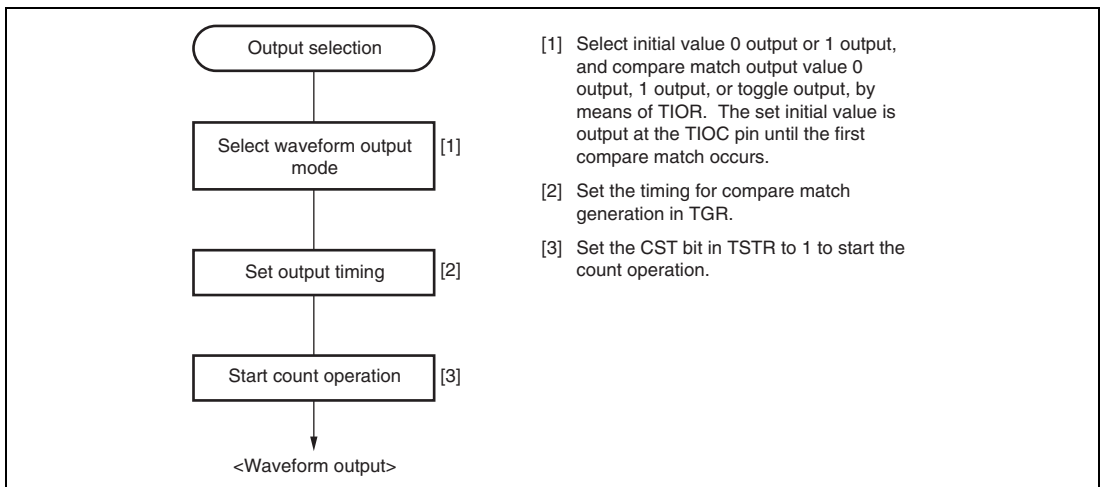 Output selection
Select waveform output
mode
[1]
Set output timing
[2]
Start count operation
[3]
<Waveform output>
[1] Select initial value 0 output or 1 output,
and compare match output value 0
output, 1 output, or toggle output, by
means of TIOR. The set initial value is
output at the TIOC pin until the first
compare match occurs.
[2] Set the timing for compare match
generation in TGR.
[3] Set the CST bit in TSTR to 1 to start the
count operation.